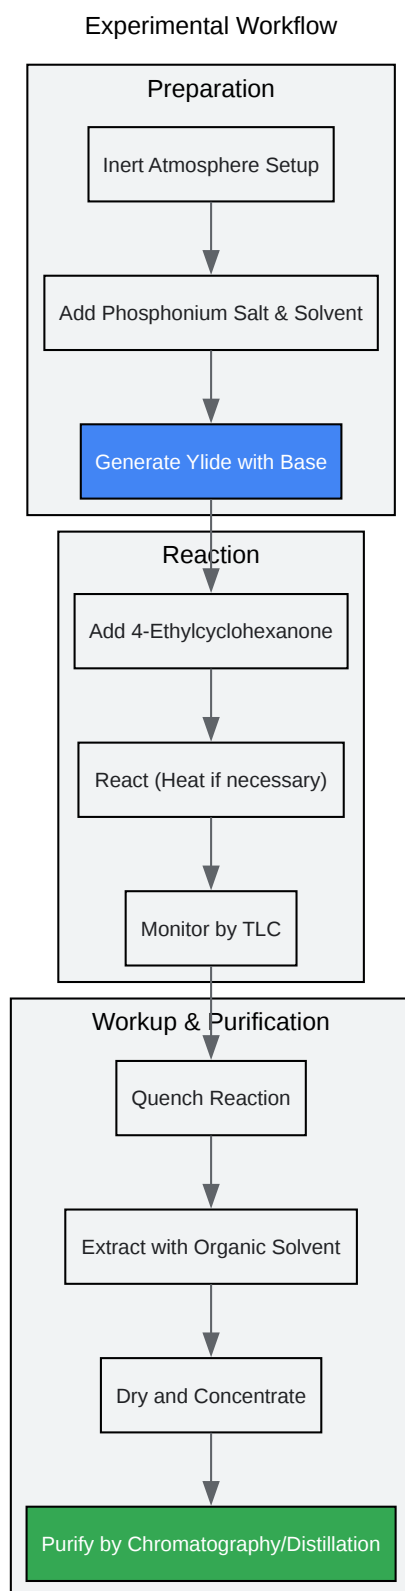 Experimental Workflow
Preparation
Inert Atmosphere Setup
Add Phosphonium Salt & Solvent
Generate Ylide with Base
Reaction
Add 4-Ethylcyclohexanone
React (Heat if necessary)
Monitor by TLC
Workup & Purification
Quench Reaction
Extract with Organic Solvent
Dry and Concentrate
Purify by Chromatography/Distillation